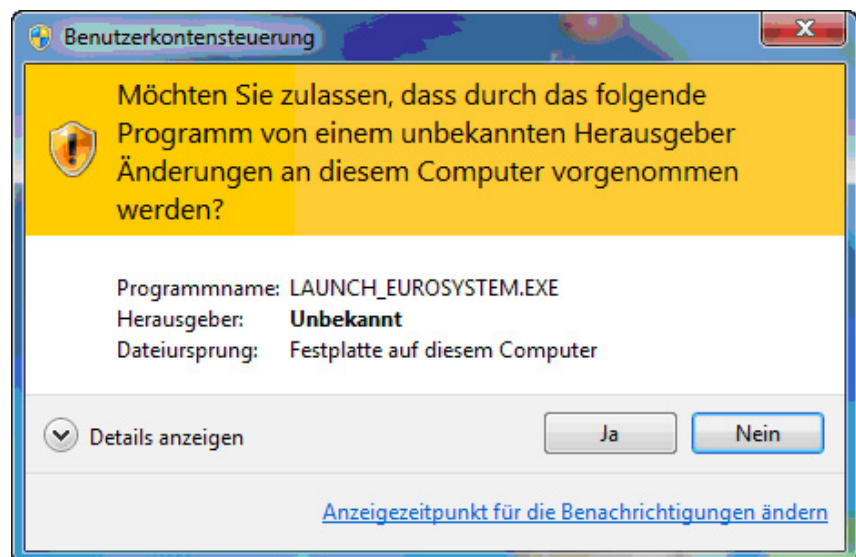 Benutzerkontensteuerung
Möchten Sie zulassen, dass durch das folgende
Programm von einem unbekannten Herausgeber
Änderungen an diesem Computer vorgenommen
werden?
Programmname: LAUNCH_EUROSYSTEM.EXE
Herausgeber: Unbekannt
Dateiursprung: Festplatte auf diesem Computer
Details anzeigen Ja Nein
Anzeigezeitpunkt für die Benachrichtigungen ändern